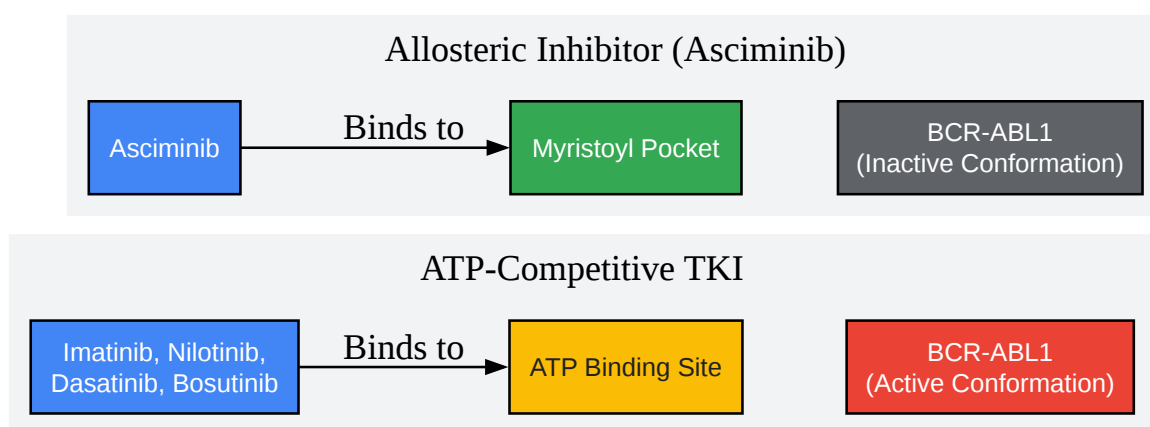 Allosteric Inhibitor (Asciminib)
Asciminib
Binds to
Myristoyl Pocket
BCR-ABL1
(Inactive Conformation)
ATP-Competitive TKI
Imatinib, Nilotinib,
Dasatinib, Bosutinib
Binds to
ATP Binding Site
BCR-ABL1
(Active Conformation)